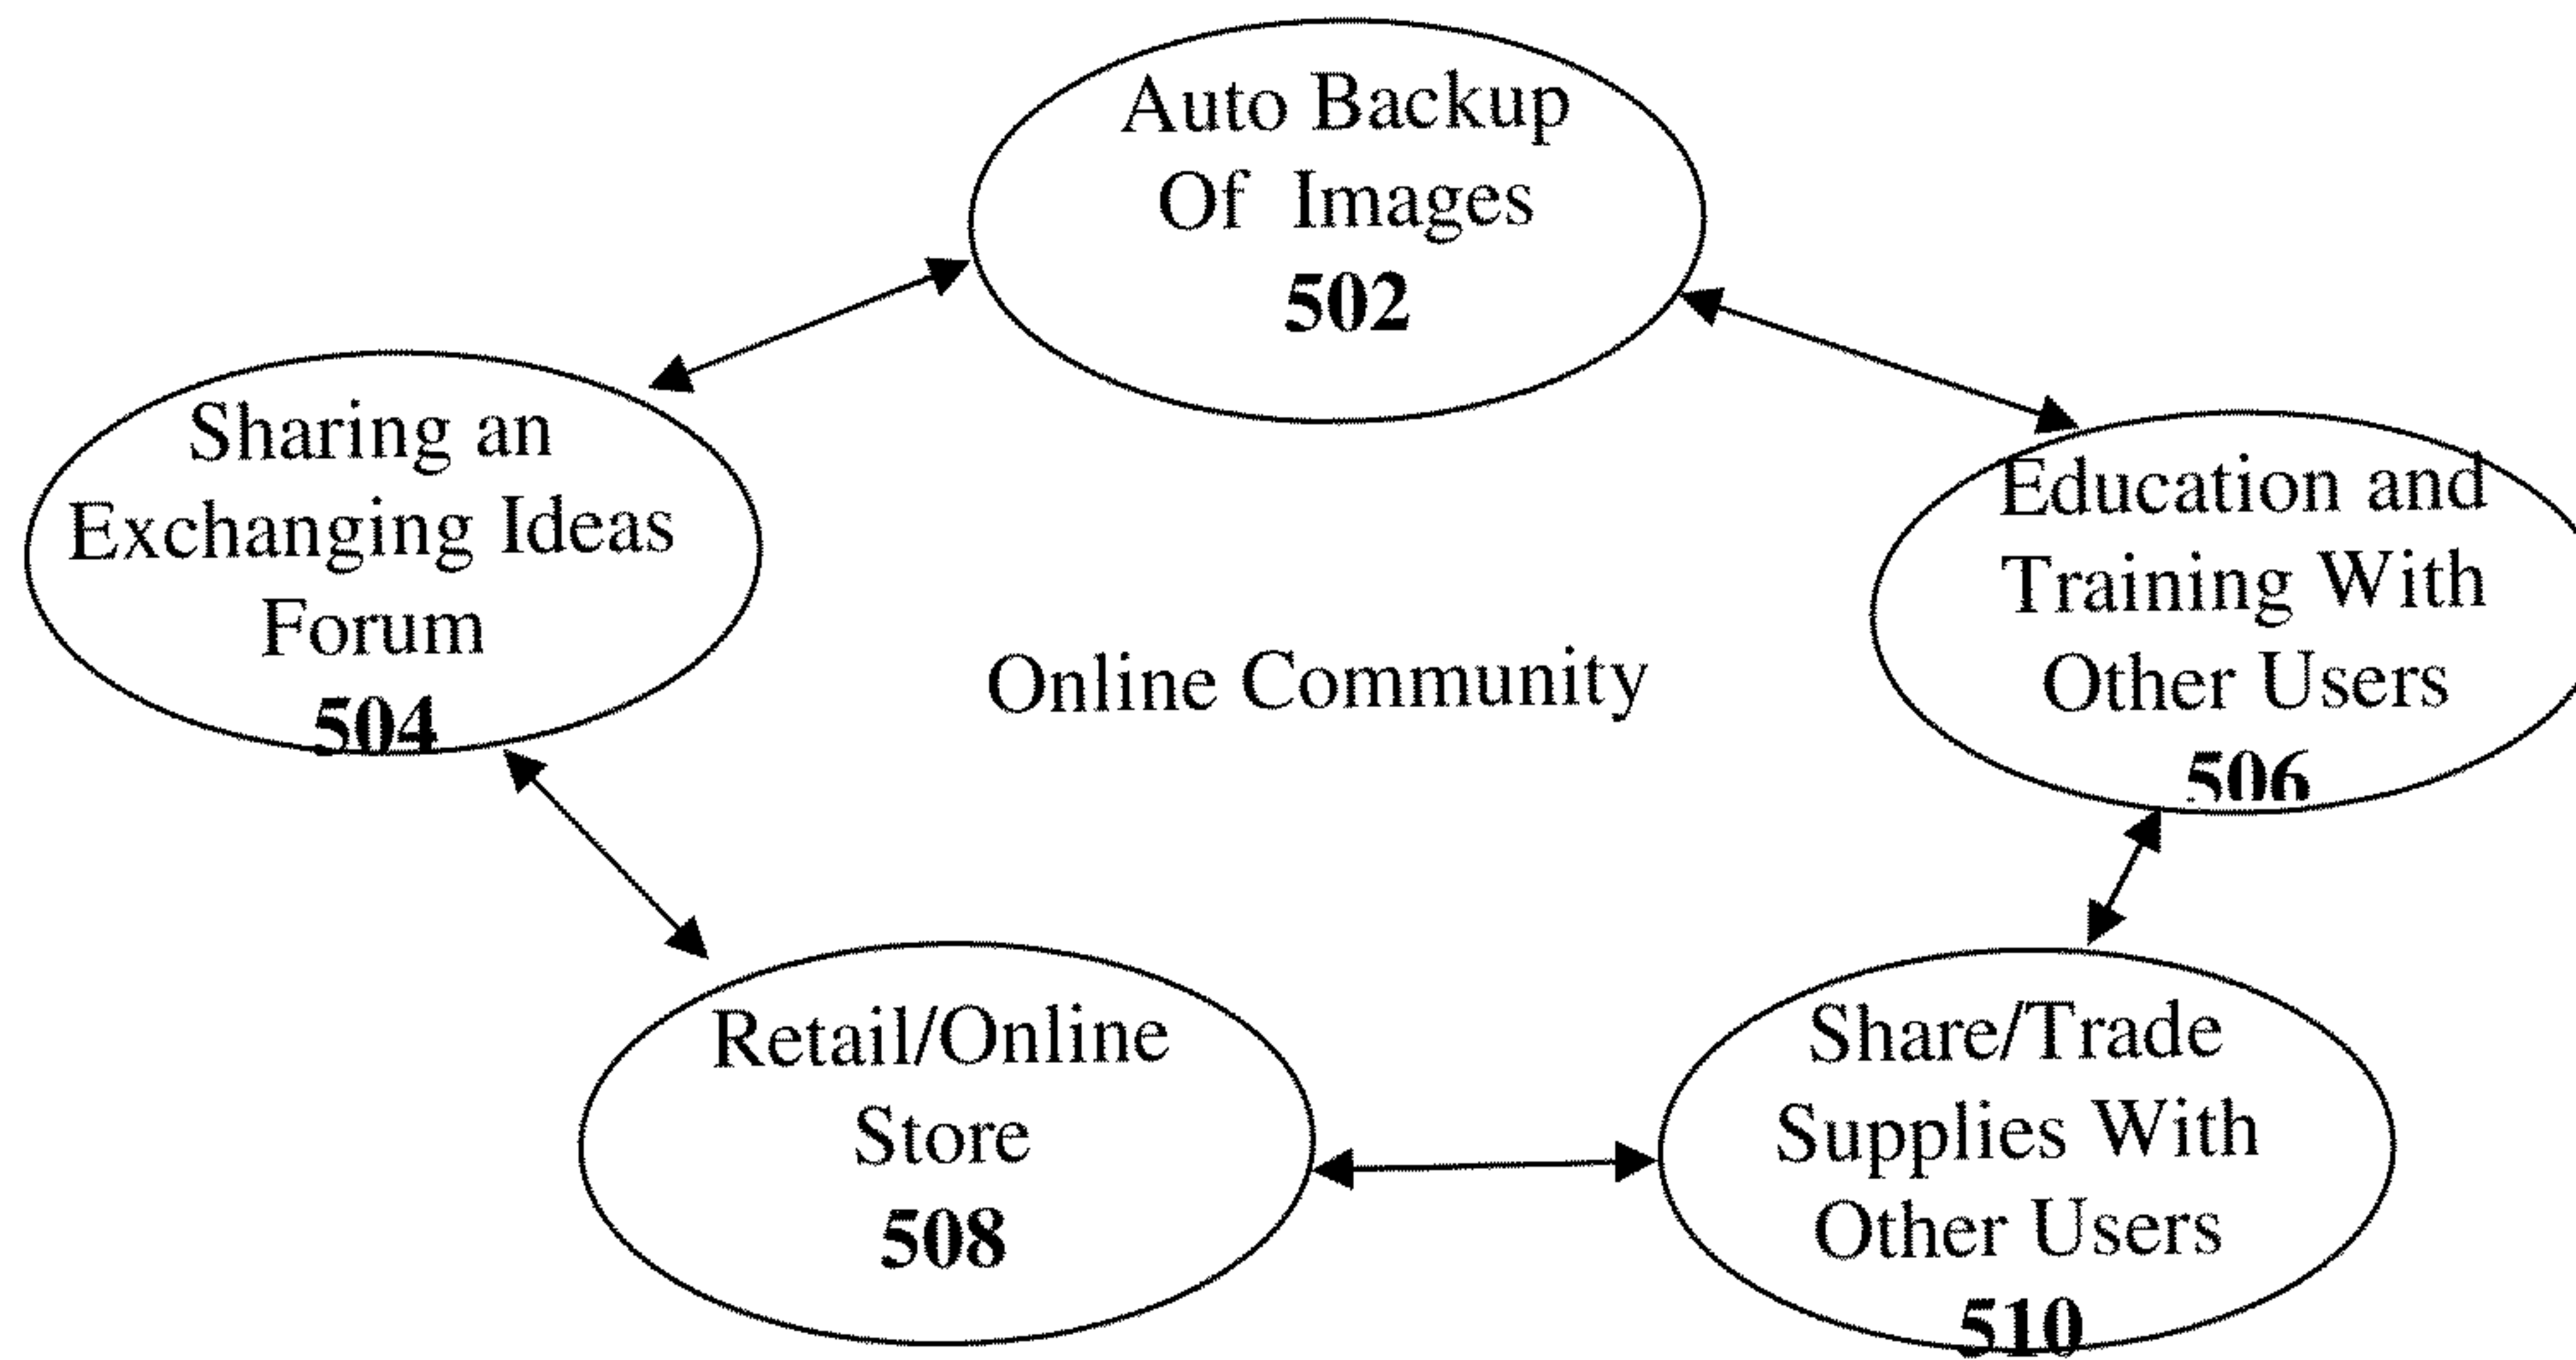 Auto Backup
Of Images
502
Sharing an
Exchanging Ideas
Forum
504
Education and
Training With
Other Users
506
Online Community
Retail/Online
Store
508
Share/Trade
Supplies With
Other Users
510